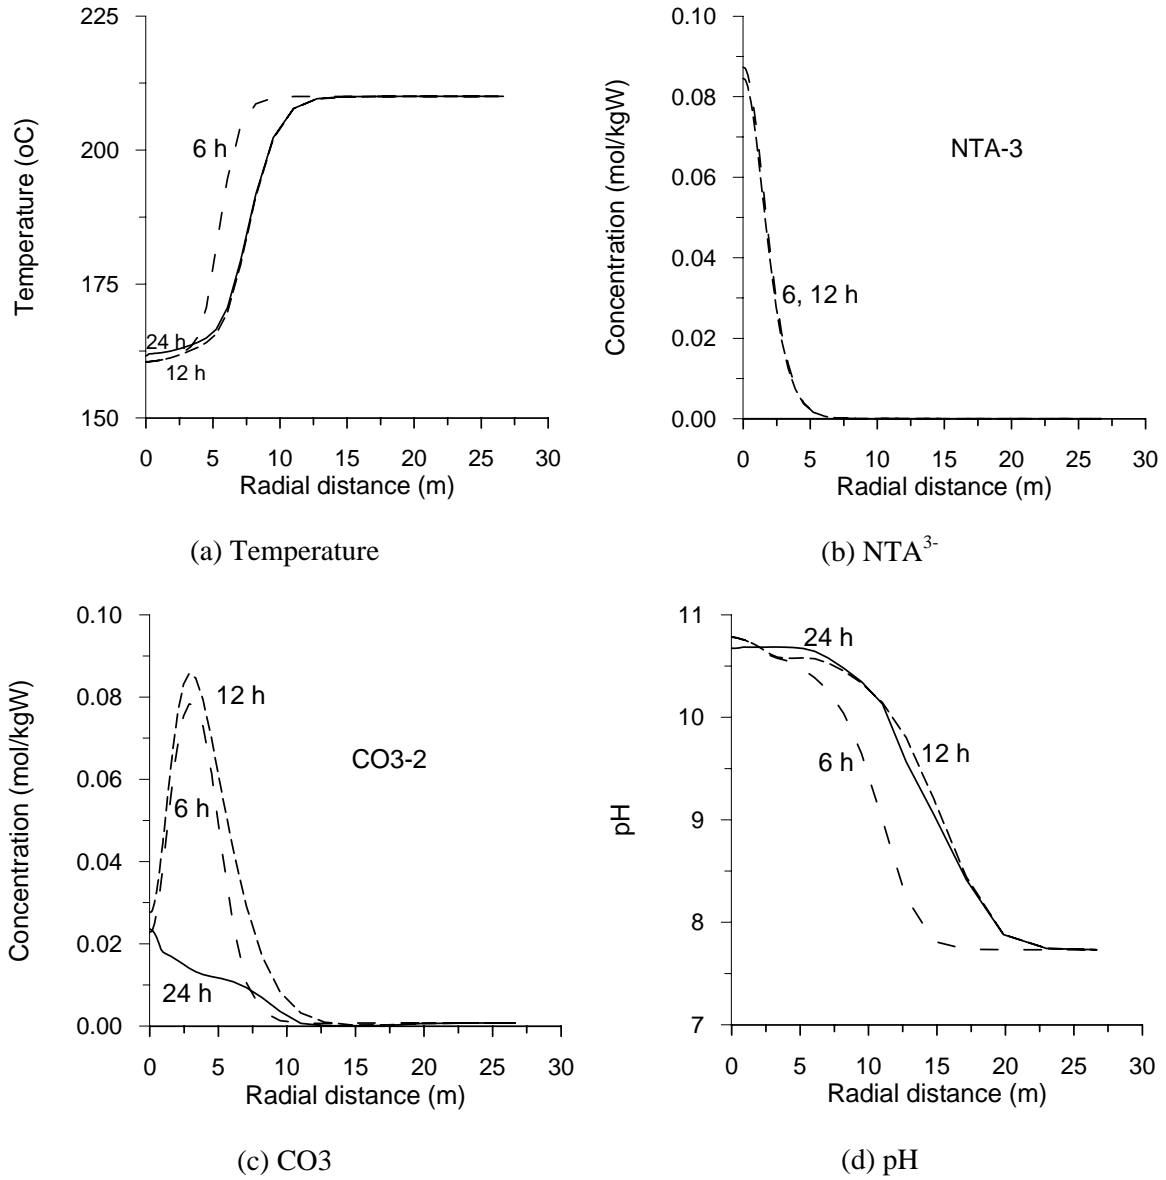 225
200
175
150
Temperature (oC)
6 h
24 h
12 h
0 5 10 15 20 25 30
Radial distance (m)
(a) Temperature
0.10
0.08
0.06
0.04
0.02
0.00
Concentration (mol/kgW)
NTA-3
6, 12 h
0 5 10 15 20 25 30
Radial distance (m)
(b) NTA3-
0.10
0.08
0.06
0.04
0.02
0.00
Concentration (mol/kgW)
12 h
CO3-2
6 h
24 h
0 5 10 15 20 25 30
Radial distance (m)
(c) CO3
11
10
9
8
7
pH
24 h
12 h
6 h
0 5 10 15 20 25 30
Radial distance (m)
(d) pH